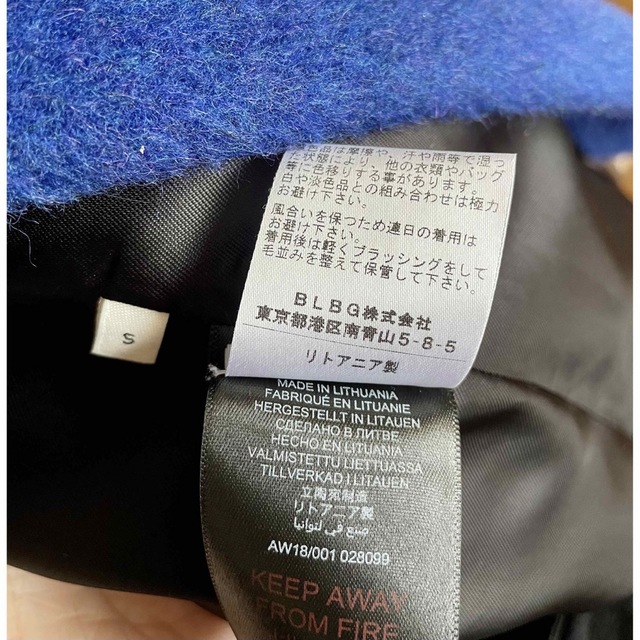 色品は摩擦や、汗や雨等で湿っ
た状態により、他の衣類やバッグ
等に色移りする事があります。
白や淡色品との組み合わせは極力
お避け下さい。
風合いを保つため連日の着用は
お避け下さい。
着用後は軽くブラッシングをして
毛並みを整えて保管して下さい。
BLBG株式会社
東京都港区南青山5-8-5
リトアニア製
S
MADE IN LITHUANIA
FABRIQUÉ EN LITUANIE
HERGESTELLT IN LITAUEN
СДЕЛАНО В ЛИТВЕ
HECHO EN LITUANIA
VALMISTETTU LIETTUASSA
TILLVERKAD I LITAUEN
立陶宛制造
リトアニア製
صنع في لتوانيا
AW18/001 028099
KEEP AWAY
FROM FIRE